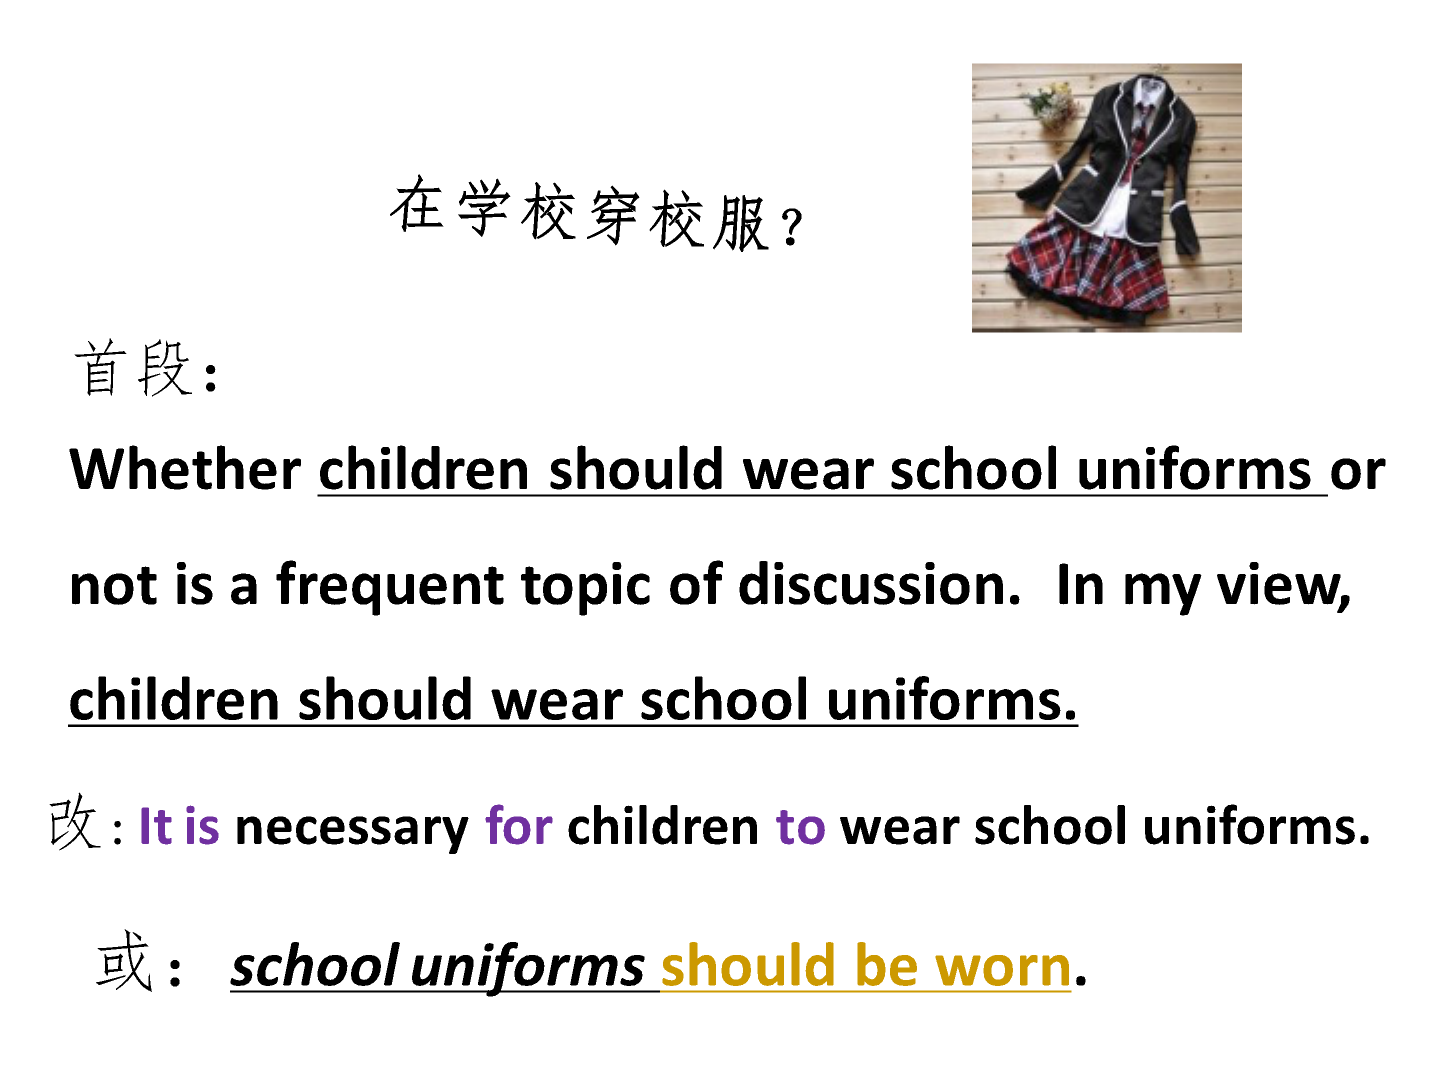 在学校穿校服？
首段：
Whether children should wear school uniforms or
not is a frequent topic of discussion. In my view,
children should wear school uniforms.
改：It is necessary for children to wear school uniforms.
或： school uniforms should be worn.